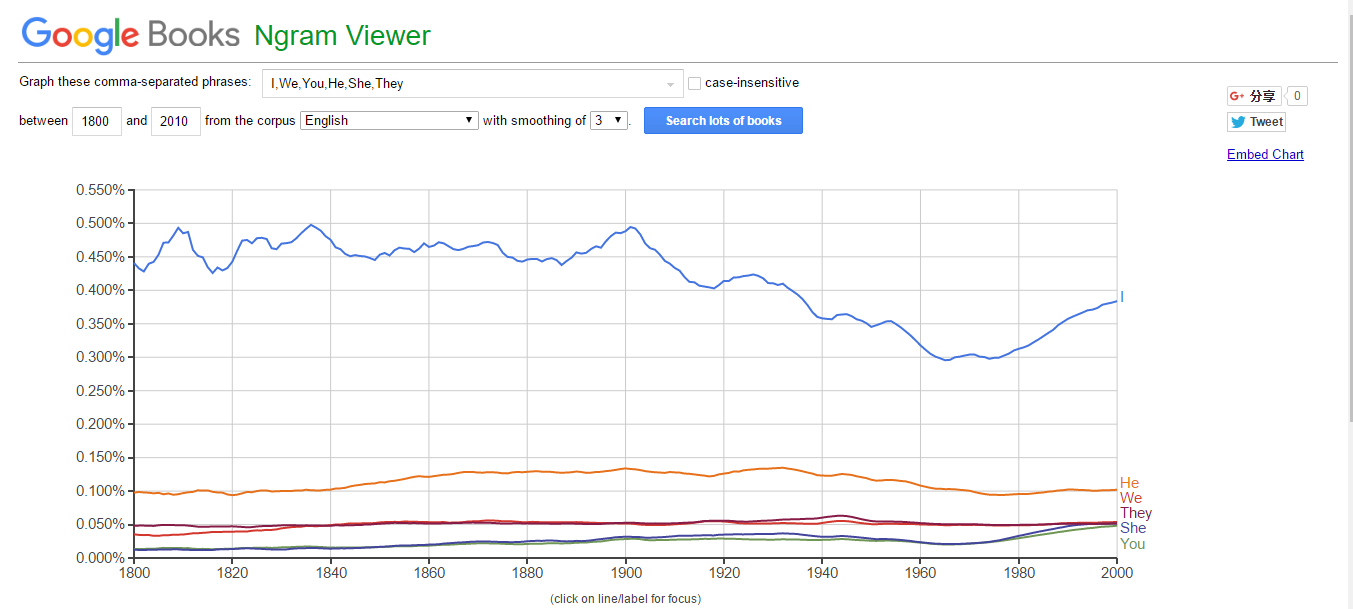 Google Books Ngram Viewer
Graph these comma-separated phrases: I,We,You,He,She,They case-insensitive
between 1800 and 2010 from the corpus English with smoothing of 3 . Search lots of books
G+ 分享 0
Tweet
Embed Chart
0.550%
0.500%
0.450%
0.400%
0.350%
0.300%
0.250%
0.200%
0.150%
0.100%
0.050%
0.000%
I
He
We
They
She
You
1800 1820 1840 1860 1880 1900 1920 1940 1960 1980 2000
(click on line/label for focus)